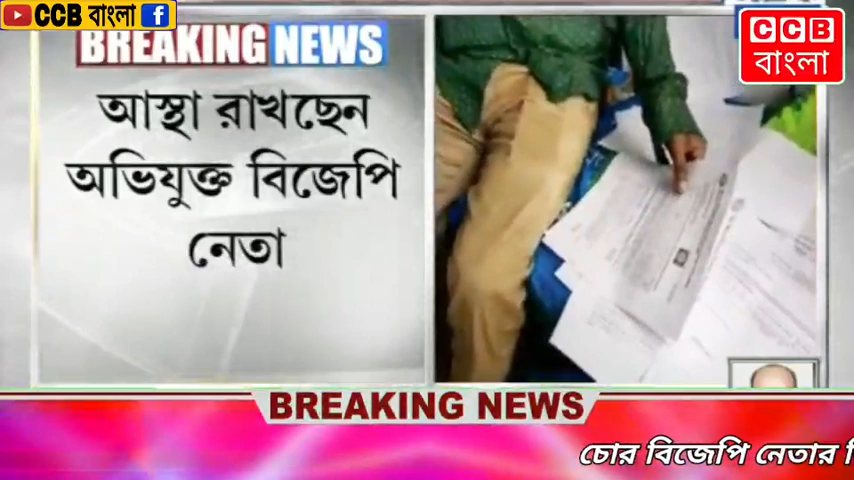 CCB বাংলা
CCB
বাংলা
BREAKING NEWS
আস্থা রাখছেন
অভিযুক্ত বিজেপি
নেতা
BREAKING NEWS
চোর বিজেপি নেতার